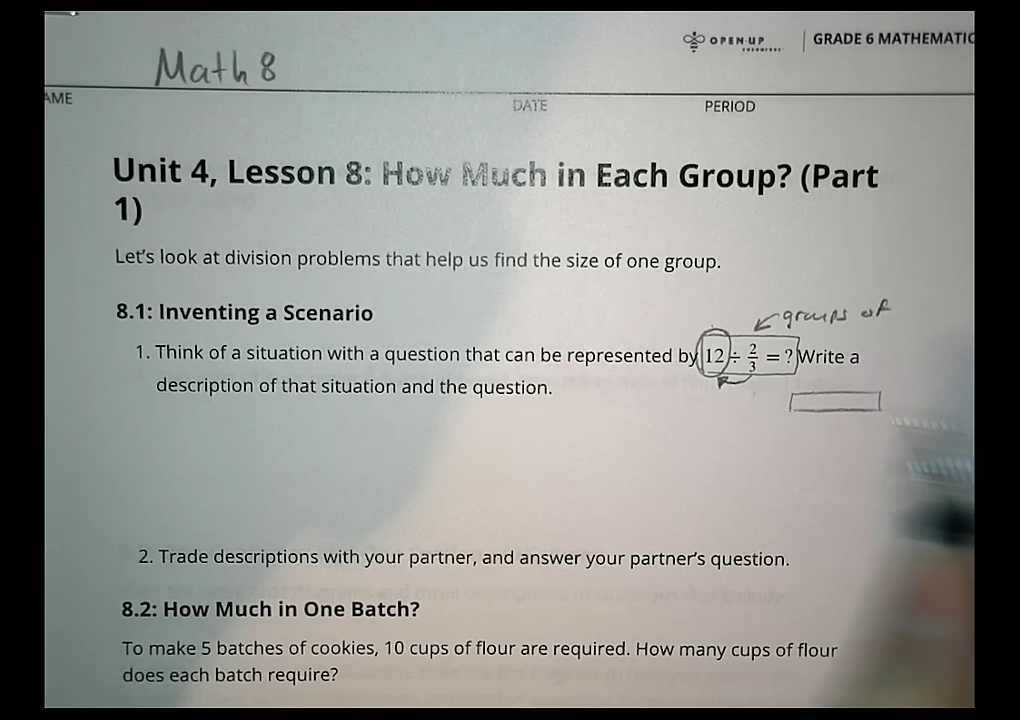 OPEN·UP
RESOURCES
GRADE 6 MATHEMATIC
Math 8
AME
DATE
PERIOD
Unit 4, Lesson 8: How Much in Each Group? (Part
1)
Let's look at division problems that help us find the size of one group.
8.1: Inventing a Scenario
groups of
1. Think of a situation with a question that can be represented by 12 ÷ 2/3 = ? Write a
description of that situation and the question.
2. Trade descriptions with your partner, and answer your partner's question.
8.2: How Much in One Batch?
To make 5 batches of cookies, 10 cups of flour are required. How many cups of flour
does each batch require?